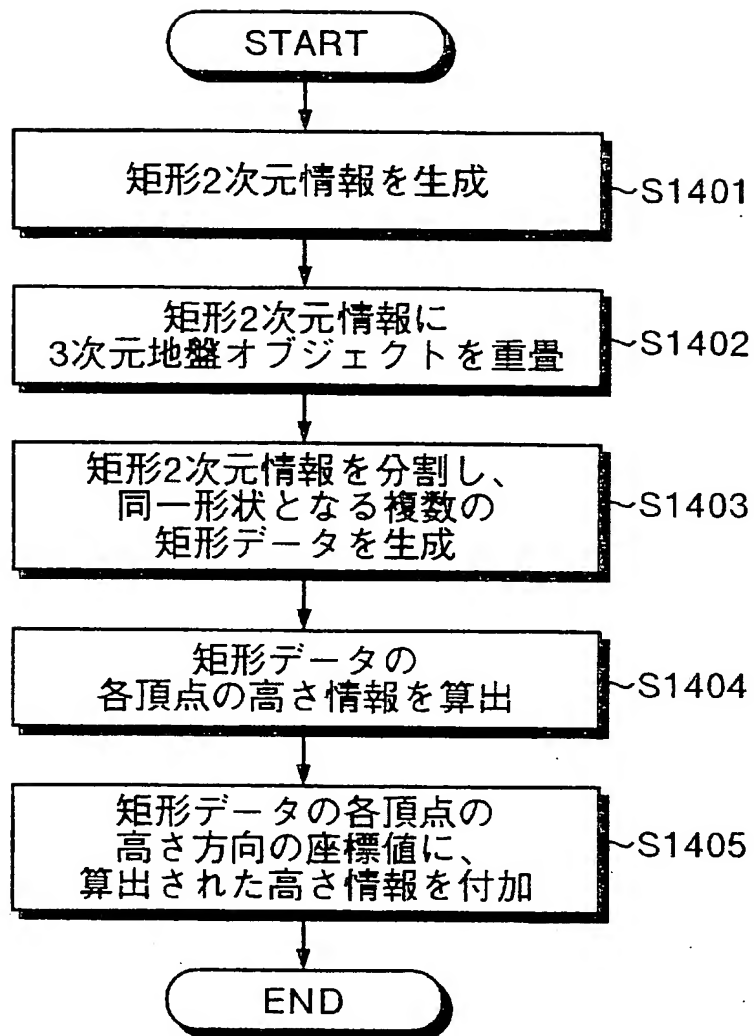 START
矩形2次元情報を生成
~S1401
矩形2次元情報に
3次元地盤オブジェクトを重畳
~S1402
矩形2次元情報を分割し、
同一形状となる複数の
矩形データを生成
~S1403
矩形データの
各頂点の高さ情報を算出
~S1404
矩形データの各頂点の
高さ方向の座標値に、
算出された高さ情報を付加
~S1405
END